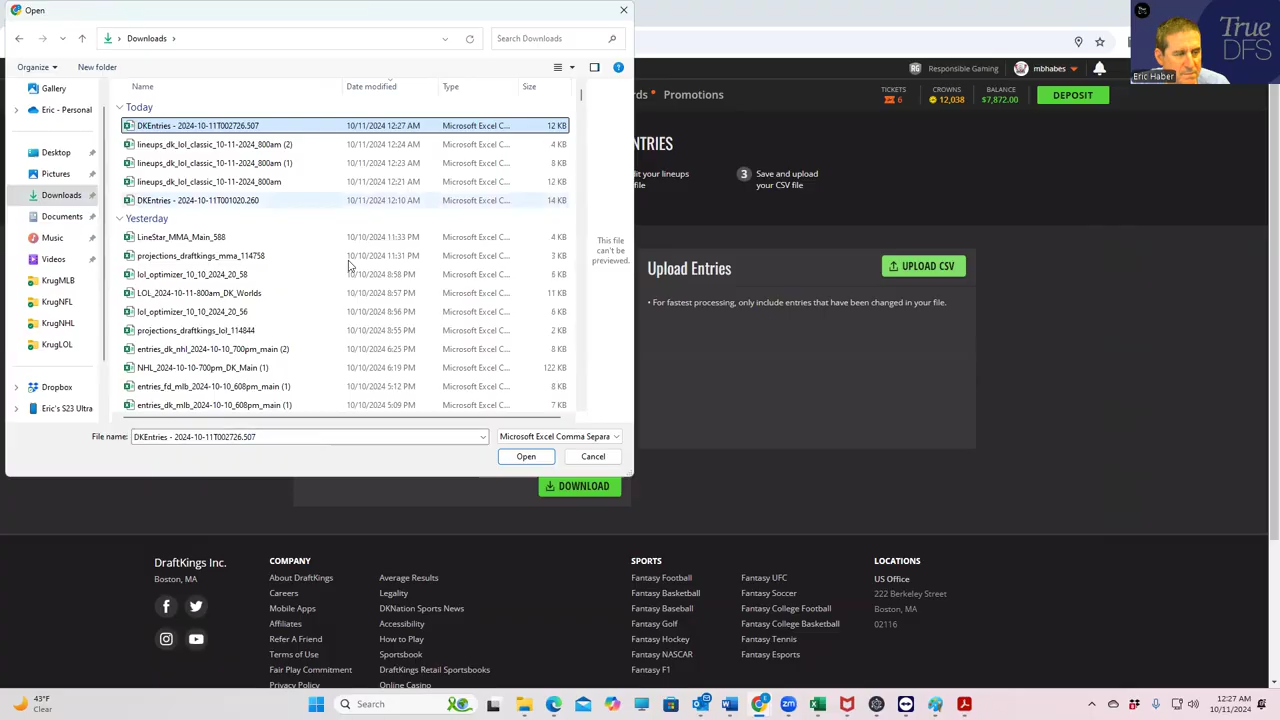 Open
Downloads
Search Downloads
Organize
New folder
Gallery
Eric - Personal
Desktop
Pictures
Downloads
Documents
Music
Videos
KrugMLB
KrugNFL
KrugNHL
KrugLOL
Dropbox
Eric's S23 Ultra
Name Date modified Type Size
Today
DKEntries - 2024-10-11T002726.507 10/11/2024 12:27 AM Microsoft Excel C... 12 KB
lineups_dk_lol_classic_10-11-2024_800am (2) 10/11/2024 12:24 AM Microsoft Excel C... 4 KB
lineups_dk_lol_classic_10-11-2024_800am (1) 10/11/2024 12:23 AM Microsoft Excel C... 8 KB
lineups_dk_lol_classic_10-11-2024_800am 10/11/2024 12:21 AM Microsoft Excel C... 12 KB
DKEntries - 2024-10-11T001020.260 10/11/2024 12:10 AM Microsoft Excel C... 14 KB
Yesterday
LineStar_MMA_Main_588 10/10/2024 11:33 PM Microsoft Excel C... 4 KB
projections_draftkings_mma_114758 10/10/2024 11:31 PM Microsoft Excel C... 3 KB
lol_optimizer_10_10_2024_20_58 10/10/2024 8:58 PM Microsoft Excel C... 6 KB
LOL_2024-10-11-800am_DK_Worlds 10/10/2024 8:57 PM Microsoft Excel C... 11 KB
lol_optimizer_10_10_2024_20_56 10/10/2024 8:56 PM Microsoft Excel C... 6 KB
projections_draftkings_lol_114844 10/10/2024 8:55 PM Microsoft Excel C... 2 KB
entries_dk_nhl_2024-10-10_700pm_main (2) 10/10/2024 6:25 PM Microsoft Excel C... 8 KB
NHL_2024-10-10-700pm_DK_Main (1) 10/10/2024 6:19 PM Microsoft Excel C... 122 KB
entries_fd_mlb_2024-10-10_608pm_main (1) 10/10/2024 5:12 PM Microsoft Excel C... 8 KB
entries_dk_mlb_2024-10-10_608pm_main (1) 10/10/2024 5:09 PM Microsoft Excel C... 7 KB
This file
can't be
previewed.
File name: DKEntries - 2024-10-11T002726.507
Microsoft Excel Comma Separa
Open
Cancel
Eric Haber
True
DFS
RG
Responsible Gaming
mbhabes
Promotions
TICKETS
6
CROWNS
12,038
BALANCE
$7,872.00
DEPOSIT
NTRIES
dit your lineups
file
3
Save and upload
your CSV file
Upload Entries
UPLOAD CSV
• For fastest processing, only include entries that have been changed in your file.
DOWNLOAD
DraftKings Inc.
Boston, MA
COMPANY
About DraftKings
Careers
Mobile Apps
Affiliates
Refer A Friend
Terms of Use
Fair Play Commitment
Privacy Policy
Average Results
Legality
DKNation Sports News
Accessibility
How to Play
Sportsbook
DraftKings Retail Sportsbooks
Online Casino
SPORTS
Fantasy Football
Fantasy Basketball
Fantasy Baseball
Fantasy Golf
Fantasy Hockey
Fantasy NASCAR
Fantasy F1
Fantasy UFC
Fantasy Soccer
Fantasy College Football
Fantasy College Basketball
Fantasy Tennis
Fantasy Esports
LOCATIONS
US Office
222 Berkeley Street
Boston, MA
02116
43°F
Clear
Search
12:27 AM
10/11/2024